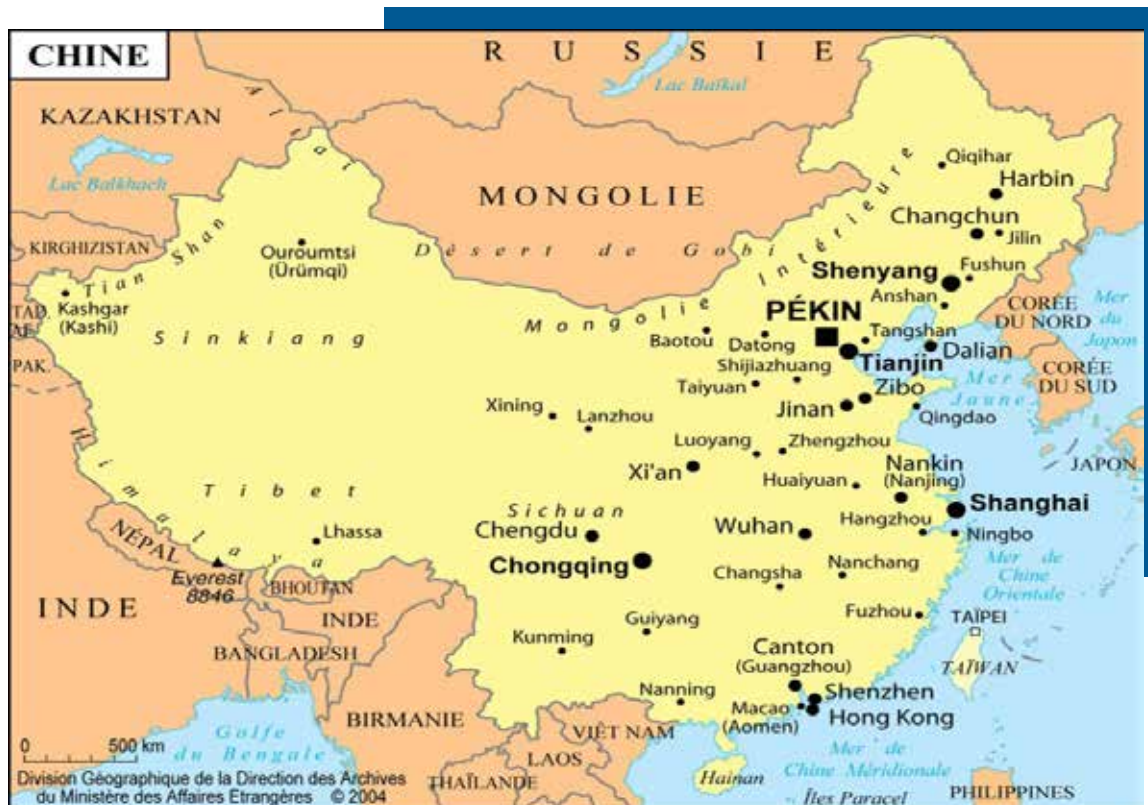 CHINE
RUSSIE
Lac Baïkal
KAZAKHSTAN
Altaï
Lac Balkhach
MONGOLIE
Qiqihar
Harbin
Changchun
Jilin
KIRGHIZISTAN
Tian Shan
Ouroumtsi
(Ürümqi)
Désert de Gobi
Mongolie Intérieure
Shenyang
Fushun
Anshan
Kashgar
(Kashi)
TAD.
PAK.
Sinkiang
PÉKIN
Baotou
Datong
Tangshan
Tianjin
Dalian
CORÉE
DU NORD
Mer
du
Japon
CORÉE
DU SUD
Shijiazhuang
Taiyuan
Zibo
Jinan
Mer
Jaune
Qingdao
Xining
Lanzhou
Luoyang
Zhengzhou
JAPON
Xi'an
Huaiyuan
Nankin
(Nanjing)
Himalaya
Tibet
Sichuan
Shanghai
Chengdu
Wuhan
Hangzhou
Ningbo
Lhassa
NÉPAL
Everest
8846
BHOUTAN
Chongqing
Changsha
Nanchang
Mer de
Chine
Orientale
INDE
INDE
Guiyang
Kunming
Fuzhou
TAÏPEI
TAÏWAN
BANGLADESH
Canton
(Guangzhou)
Nanning
Shenzhen
Macao
(Aomen)
Hong Kong
BIRMANIE
VIÊT NAM
LAOS
THAÏLANDE
Golfe
du Bengale
Hainan
Mer de
Chine Méridionale
Îles Paracel
PHILIPPINES
0 500 km
Division Géographique de la Direction des Archives
du Ministère des Affaires Etrangères © 2004